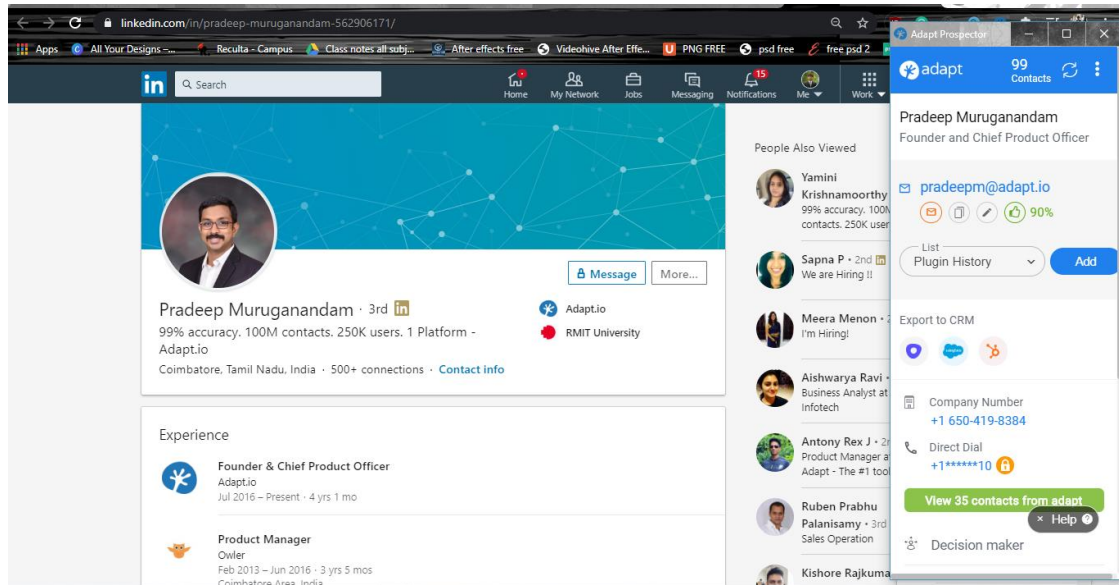 linkedin.com/in/pradeep-muruganandam-562906171/
Apps
All Your Designs –...
Reculta - Campus
Class notes all subj...
After effects free
Videohive After Effe...
PNG FREE
psd free
free psd 2
in
Search
Home
My Network
Jobs
Messaging
15
Notifications
Me
Work
Pradeep Muruganandam · 3rd in
99% accuracy. 100M contacts. 250K users. 1 Platform -
Adapt.io
Coimbatore, Tamil Nadu, India · 500+ connections · Contact info
Message
More...
Adapt.io
RMIT University
Experience
Founder & Chief Product Officer
Adapt.io
Jul 2016 – Present · 4 yrs 1 mo
Product Manager
Owler
Feb 2013 – Jun 2016 · 3 yrs 5 mos
Coimbatore Area, India
People Also Viewed
Yamini
Krishnamoorthy
99% accuracy. 100M
contacts. 250K user
Sapna P · 2nd in
We are Hiring !!
Meera Menon · 2
I'm Hiring!
Aishwarya Ravi ·
Business Analyst at
Infotech
Antony Rex J · 2n
Product Manager a
Adapt - The #1 tool
Ruben Prabhu
Palanisamy · 3rd
Sales Operation
Kishore Rajkuma
Adapt Prospector
adapt
99
Contacts
Pradeep Muruganandam
Founder and Chief Product Officer
pradeepm@adapt.io
90%
List
Plugin History
Add
Export to CRM
Company Number
+1 650-419-8384
Direct Dial
+1******10
View 35 contacts from adapt
× Help ?
Decision maker